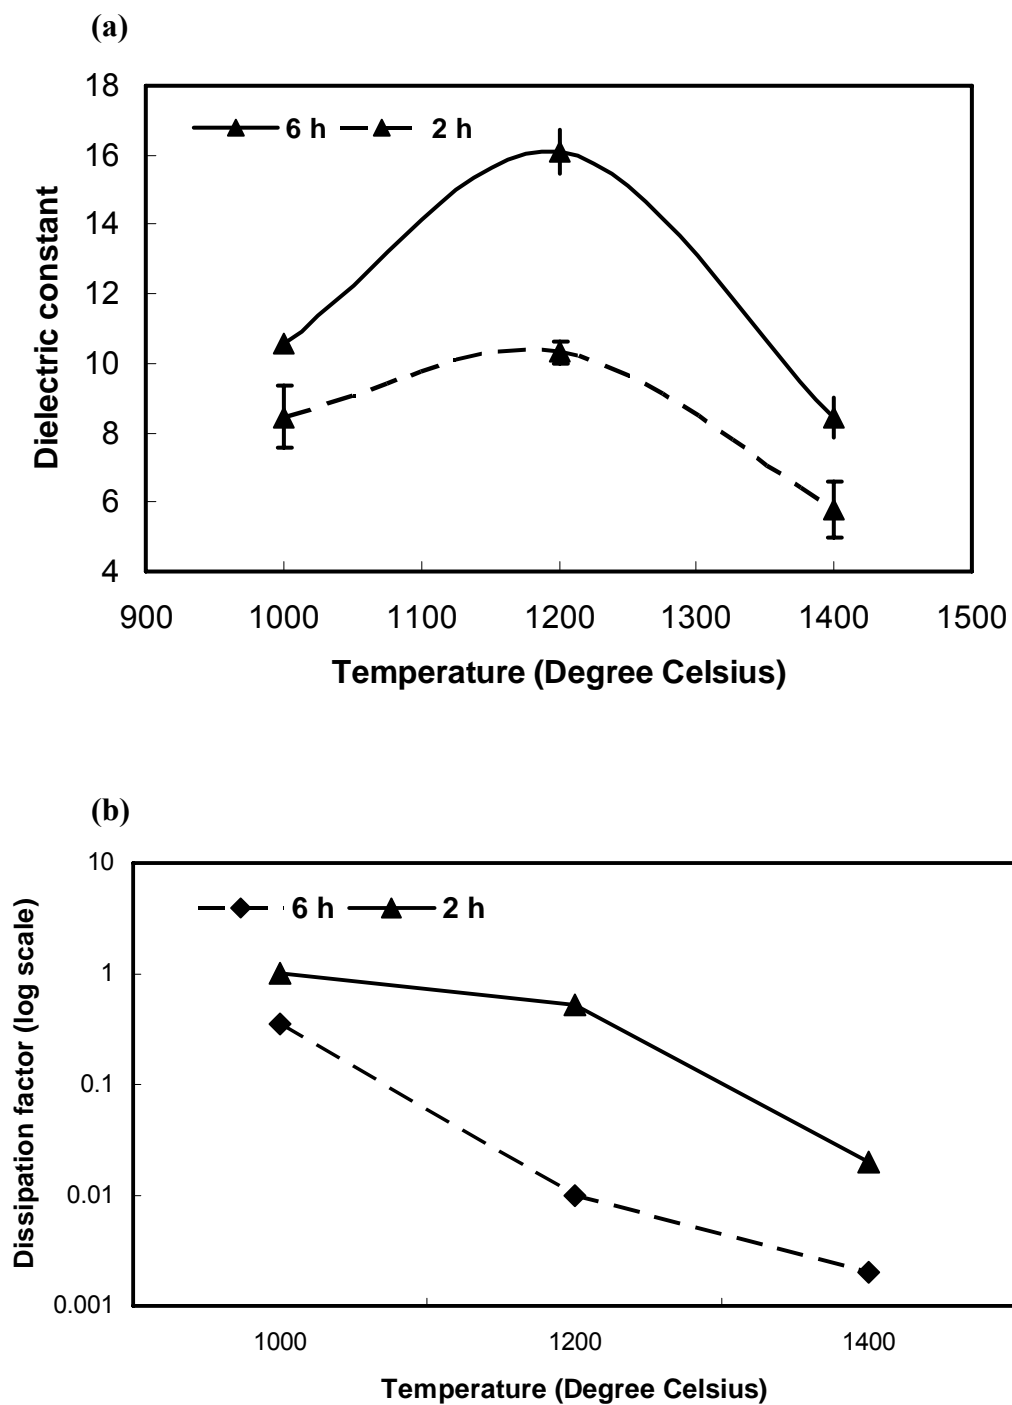 (a)
18
6 h 2 h
16
14
12
10
8
6
4
Dielectric constant
900 1000 1100 1200 1300 1400 1500
Temperature (Degree Celsius)
(b)
10
6 h 2 h
1
0.1
0.01
0.001
Dissipation factor (log scale)
1000 1200 1400
Temperature (Degree Celsius)